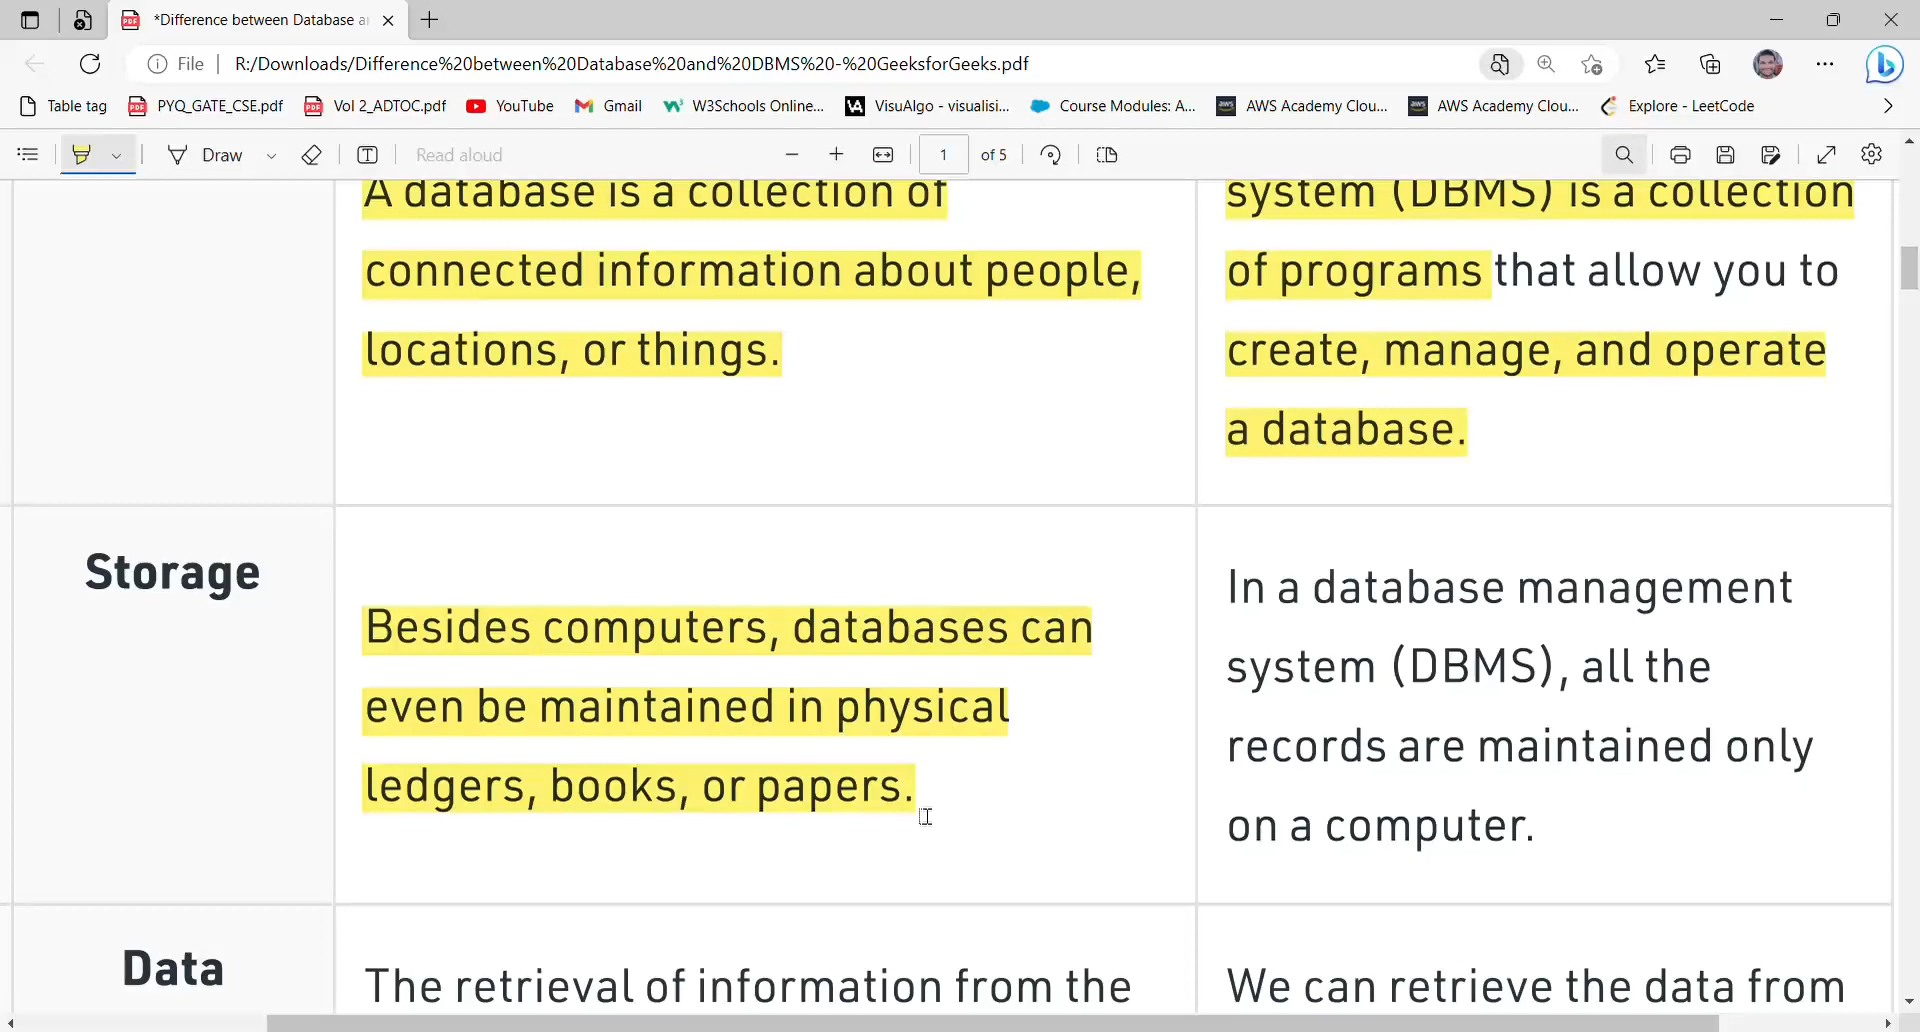 *Difference between Database a
File
R:/Downloads/Difference%20between%20Database%20and%20DBMS%20-%20GeeksforGeeks.pdf
Table tag
PYQ_GATE_CSE.pdf
Vol 2_ADTOC.pdf
YouTube
Gmail
W3Schools Online...
VisuAlgo - visualisi...
Course Modules: A...
AWS Academy Clou...
AWS Academy Clou...
Explore - LeetCode
Draw
Read aloud
1 of 5
A database is a collection of
connected information about people,
locations, or things.
system (DBMS) is a collection
of programs that allow you to
create, manage, and operate
a database.
Storage
Besides computers, databases can
even be maintained in physical
ledgers, books, or papers.
In a database management
system (DBMS), all the
records are maintained only
on a computer.
Data
The retrieval of information from the
We can retrieve the data from